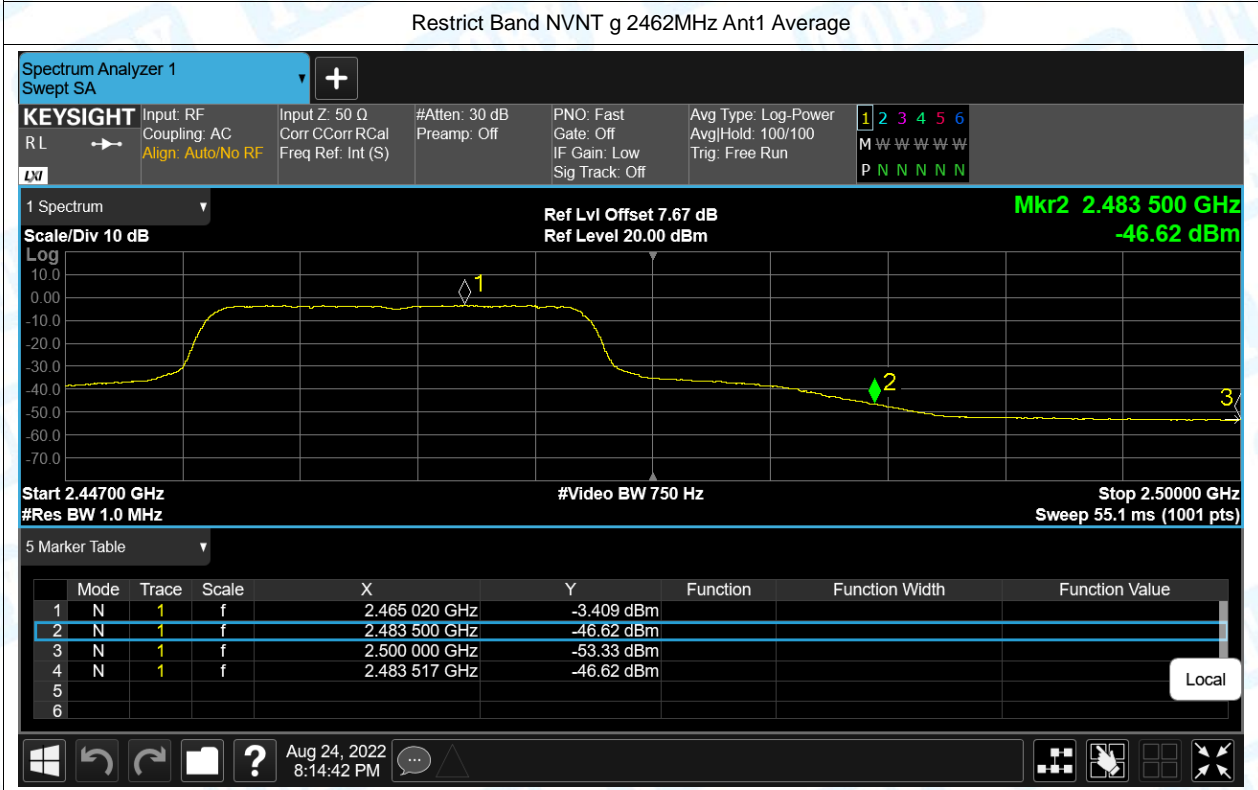 Restrict Band NVNT g 2462MHz Ant1 Average
Spectrum Analyzer 1
Swept SA
KEYSIGHT
RL
LXI
Input: RF
Coupling: AC
Align: Auto/No RF
Input Z: 50 Ω
Corr CCorr RCal
Freq Ref: Int (S)
#Atten: 30 dB
Preamp: Off
PNO: Fast
Gate: Off
IF Gain: Low
Sig Track: Off
Avg Type: Log-Power
Avg|Hold: 100/100
Trig: Free Run
1 2 3 4 5 6
M W W W W W
P N N N N N
1 Spectrum
Scale/Div 10 dB
Ref Lvl Offset 7.67 dB
Ref Level 20.00 dBm
Mkr2 2.483 500 GHz
-46.62 dBm
Log
10.0
0.00
-10.0
-20.0
-30.0
-40.0
-50.0
-60.0
-70.0
1
2
3
Start 2.44700 GHz
#Res BW 1.0 MHz
#Video BW 750 Hz
Stop 2.50000 GHz
Sweep 55.1 ms (1001 pts)
5 Marker Table
Mode Trace Scale X Y Function Function Width Function Value
1 N 1 f 2.465 020 GHz -3.409 dBm
2 N 1 f 2.483 500 GHz -46.62 dBm
3 N 1 f 2.500 000 GHz -53.33 dBm
4 N 1 f 2.483 517 GHz -46.62 dBm
5
6
Local
?
Aug 24, 2022
8:14:42 PM